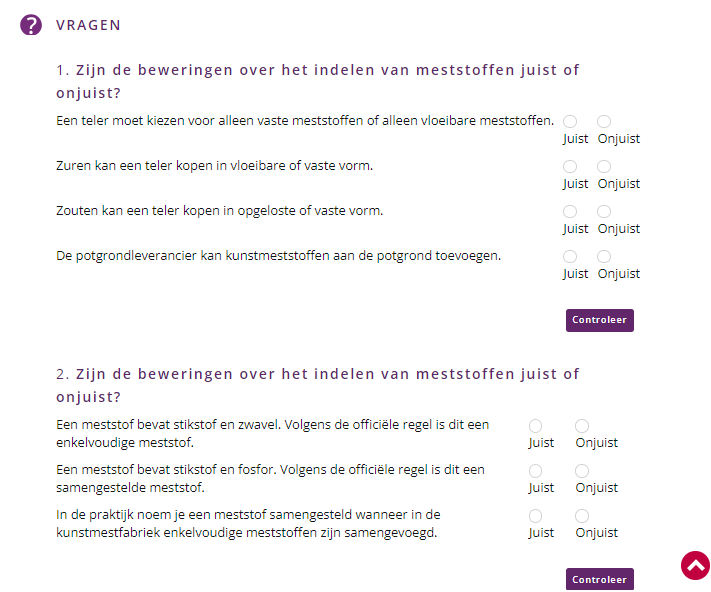 ? VRAGEN
1. Zijn de beweringen over het indelen van meststoffen juist of
onjuist?
Een teler moet kiezen voor alleen vaste meststoffen of alleen vloeibare meststoffen.
Juist Onjuist
Zuren kan een teler kopen in vloeibare of vaste vorm.
Juist Onjuist
Zouten kan een teler kopen in opgeloste of vaste vorm.
Juist Onjuist
De potgrondleverancier kan kunstmeststoffen aan de potgrond toevoegen.
Juist Onjuist
Controleer
2. Zijn de beweringen over het indelen van meststoffen juist of
onjuist?
Een meststof bevat stikstof en zwavel. Volgens de officiële regel is dit een
enkelvoudige meststof.
Juist Onjuist
Een meststof bevat stikstof en fosfor. Volgens de officiële regel is dit een
samengestelde meststof.
Juist Onjuist
In de praktijk noem je een meststof samengesteld wanneer in de
kunstmestfabriek enkelvoudige meststoffen zijn samengevoegd.
Juist Onjuist
Controleer